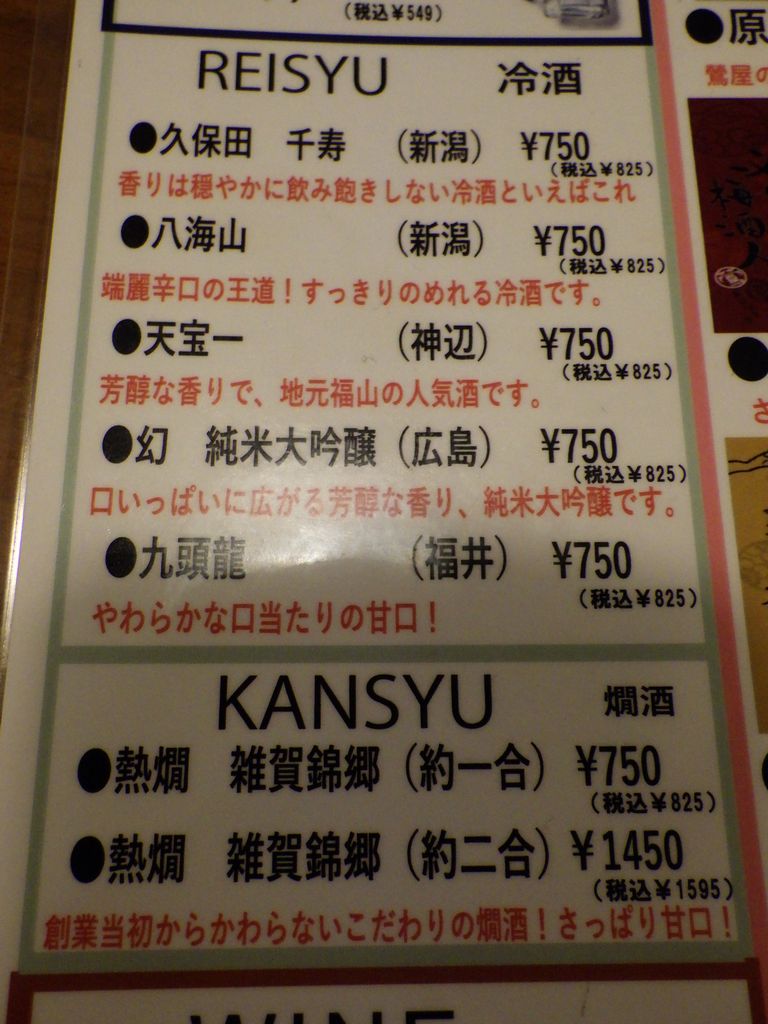 (税込¥549)
REISYU 冷酒
●久保田 千寿 (新潟) ¥750
(税込¥825)
香りは穏やかに飲み飽きしない冷酒といえばこれ
●八海山 (新潟) ¥750
(税込¥825)
端麗辛口の王道！すっきりのめれる冷酒です。
●天宝一 (神辺) ¥750
(税込¥825)
芳醇な香りで、地元福山の人気酒です。
●幻 純米大吟醸 (広島) ¥750
(税込¥825)
口いっぱいに広がる芳醇な香り、純米大吟醸です。
●九頭龍 (福井) ¥750
(税込¥825)
やわらかな口当たりの甘口！
KANSYU 燗酒
●熱燗 雑賀錦郷 (約一合) ¥750
(税込¥825)
●熱燗 雑賀錦郷 (約二合) ¥1450
(税込¥1595)
創業当初からかわらないこだわりの燗酒！さっぱり甘口！
WINE
●原
鶯屋の
梅酒
●
さ